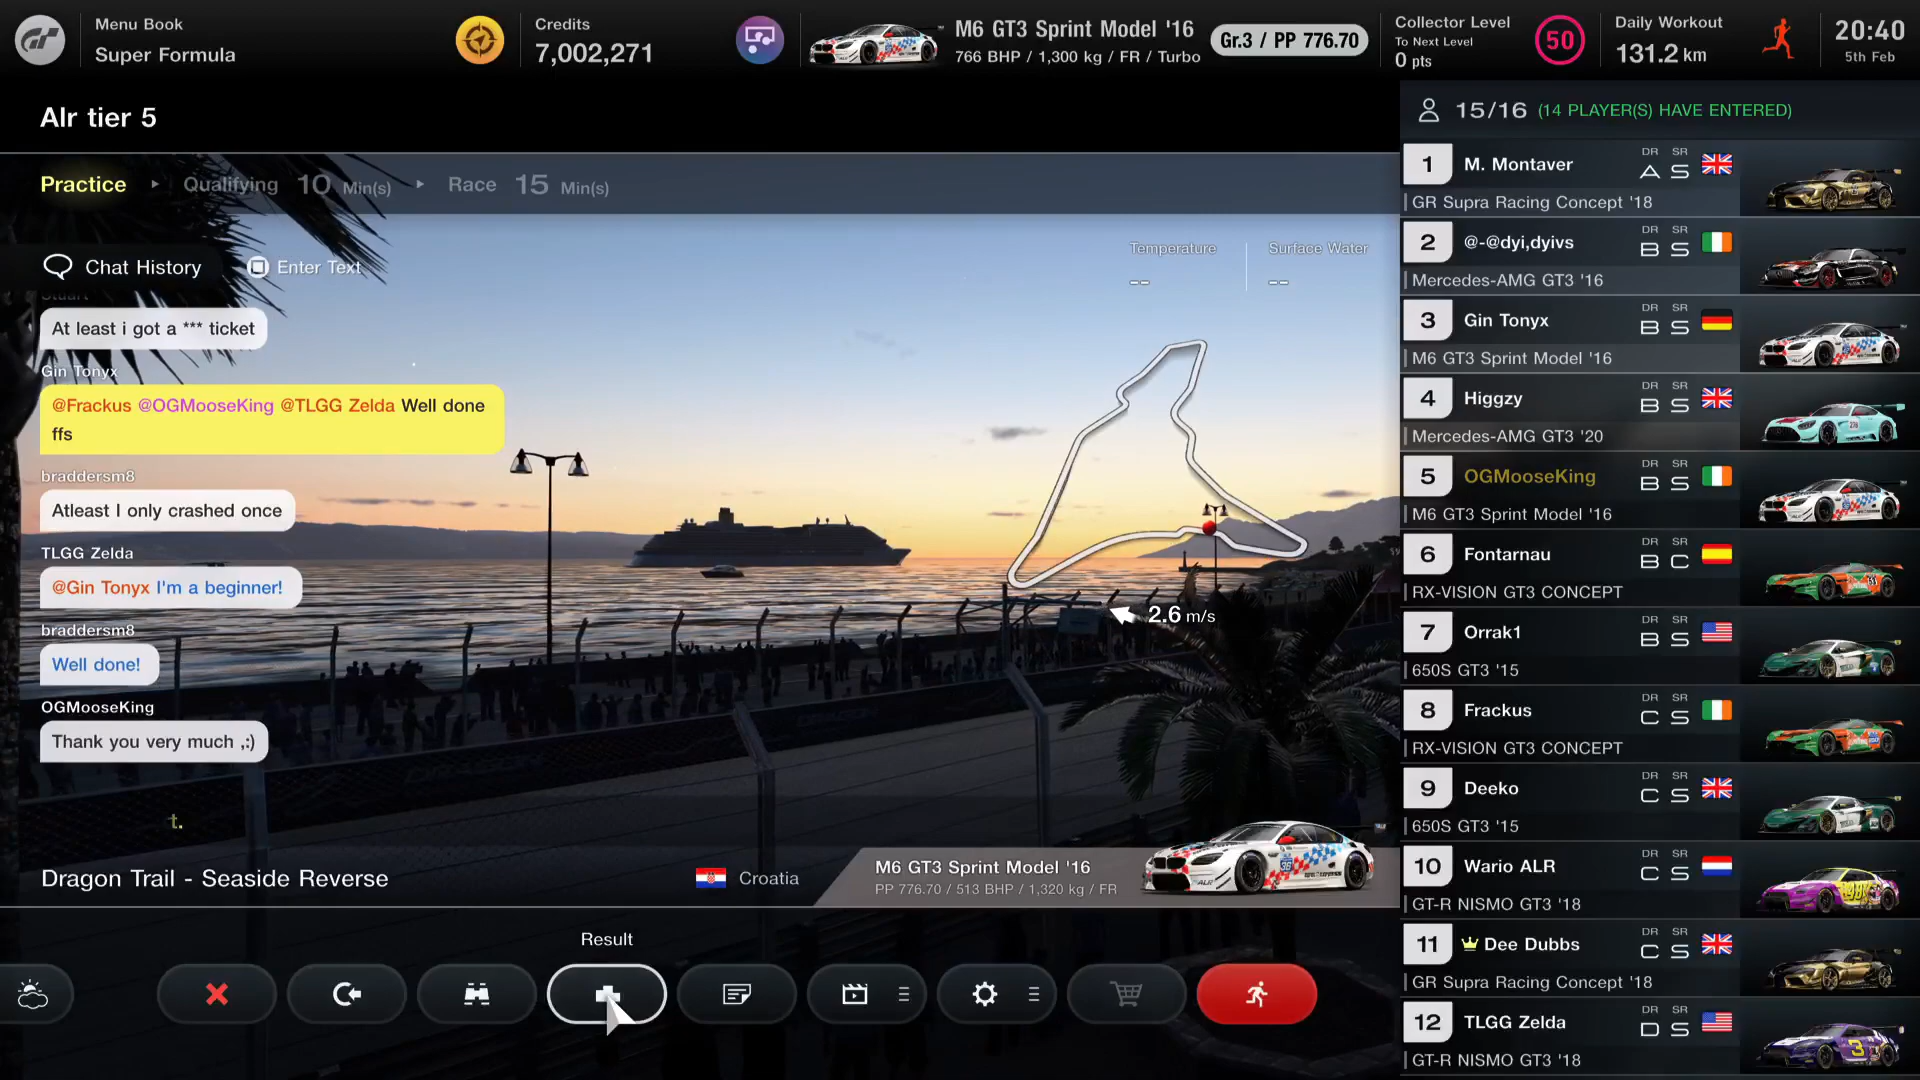 Menu Book
Super Formula
Credits
7,002,271
M6 GT3 Sprint Model '16
766 BHP / 1,300 kg / FR / Turbo
Gr.3 / PP 776.70
Collector Level
To Next Level
0 pts
50
Daily Workout
131.2 km
20:40
5th Feb
Alr tier 5
Practice
Qualifying 10 Min(s)
Race 15 Min(s)
Chat History
Enter Text
Stuart
At least i got a *** ticket
Gin Tonyx
@Frackus @OGMooseKing @TLGG Zelda Well done
ffs
braddersm8
Atleast I only crashed once
TLGG Zelda
@Gin Tonyx I'm a beginner!
braddersm8
Well done!
OGMooseKing
Thank you very much ,:)
t.
Temperature
--
Surface Water
--
2.6 m/s
Dragon Trail - Seaside Reverse
Croatia
M6 GT3 Sprint Model '16
PP 776.70 / 513 BHP / 1,320 kg / FR
Result
15/16 (14 PLAYER(S) HAVE ENTERED)
1 M. Montaver DR A SR S
GR Supra Racing Concept '18
2 @-@dyi,dyivs DR B SR S
Mercedes-AMG GT3 '16
3 Gin Tonyx DR B SR S
M6 GT3 Sprint Model '16
4 Higgzy DR B SR S
Mercedes-AMG GT3 '20
5 OGMooseKing DR B SR S
M6 GT3 Sprint Model '16
6 Fontarnau DR B SR C
RX-VISION GT3 CONCEPT
7 Orrak1 DR B SR S
650S GT3 '15
8 Frackus DR C SR S
RX-VISION GT3 CONCEPT
9 Deeko DR C SR S
650S GT3 '15
10 Wario ALR DR C SR S
GT-R NISMO GT3 '18
11 Dee Dubbs DR C SR S
GR Supra Racing Concept '18
12 TLGG Zelda DR D SR S
GT-R NISMO GT3 '18